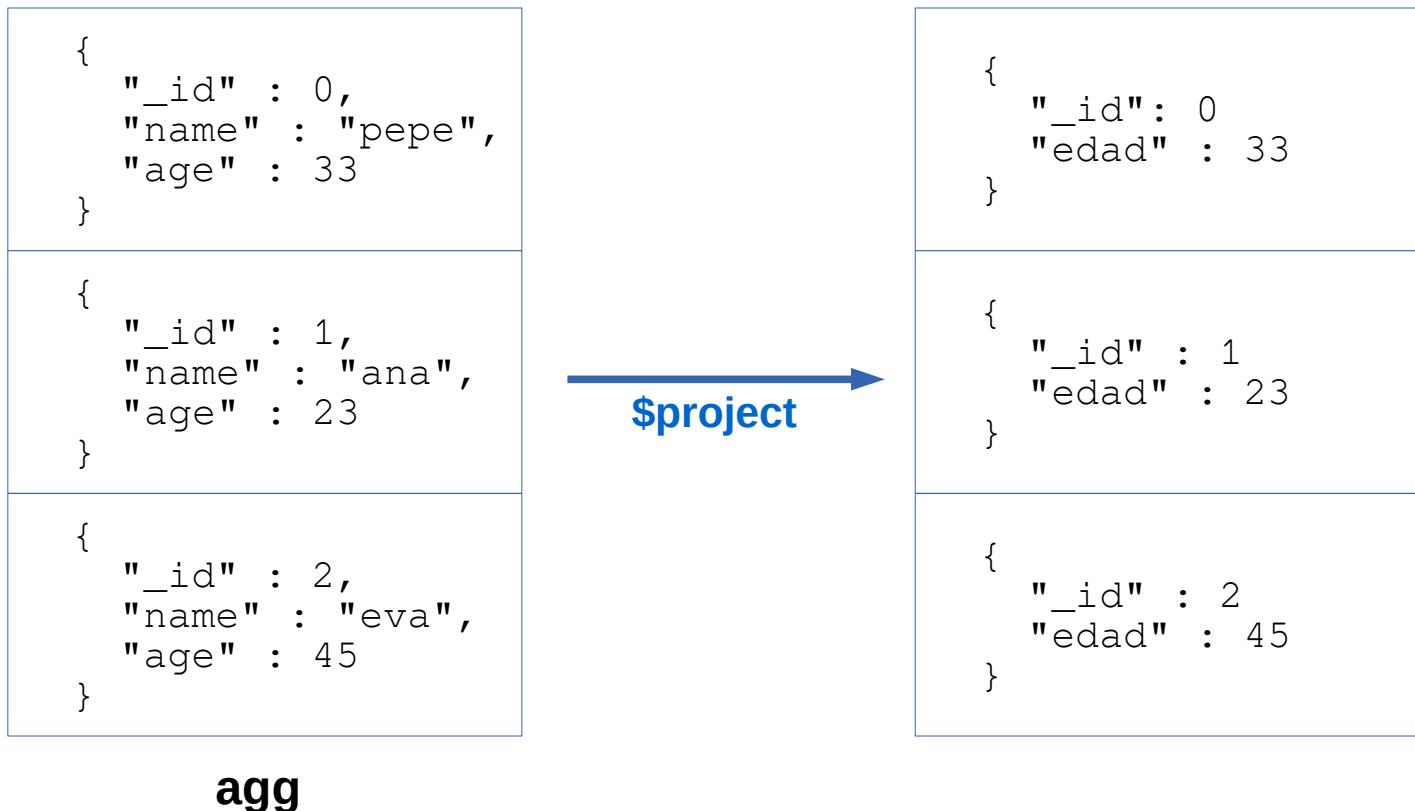 {
"_id" : 0,
"name" : "pepe",
"age" : 33
}
{
"_id" : 1,
"name" : "ana",
"age" : 23
}
{
"_id" : 2,
"name" : "eva",
"age" : 45
}
agg
$project
{
"_id": 0
"edad" : 33
}
{
"_id" : 1
"edad" : 23
}
{
"_id" : 2
"edad" : 45
}